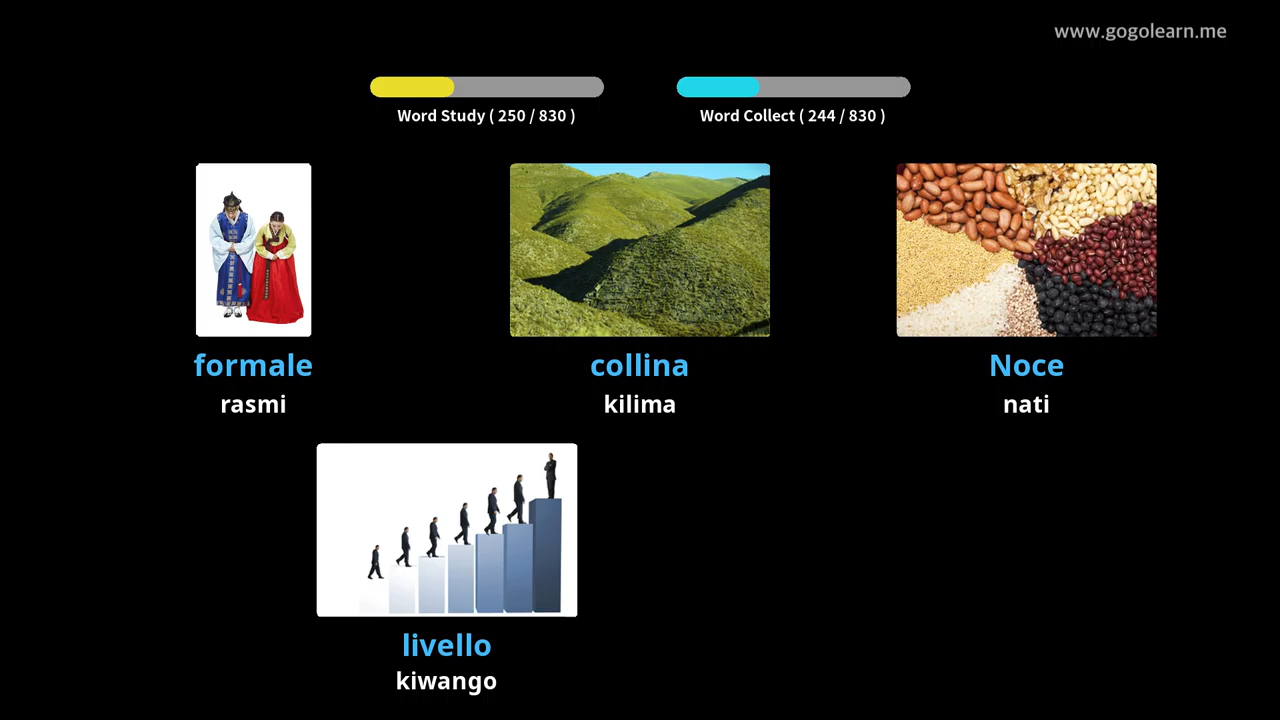 www.gogolearn.me
Word Study ( 250 / 830 )
Word Collect ( 244 / 830 )
formale
rasmi
collina
kilima
Noce
nati
livello
kiwango